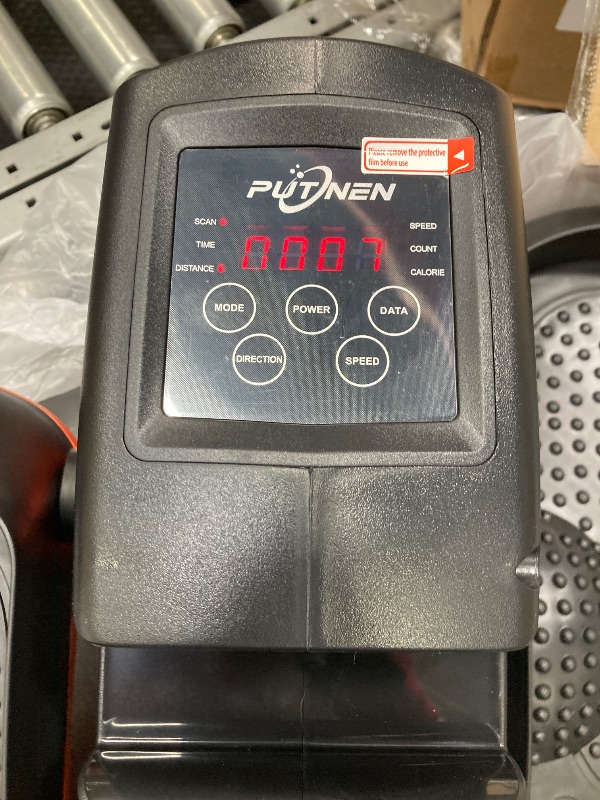 Please remove the protective
film before use
PUTNEN
SCAN SPEED
0007
TIME COUNT
DISTANCE CALORIE
MODE POWER DATA
DIRECTION SPEED